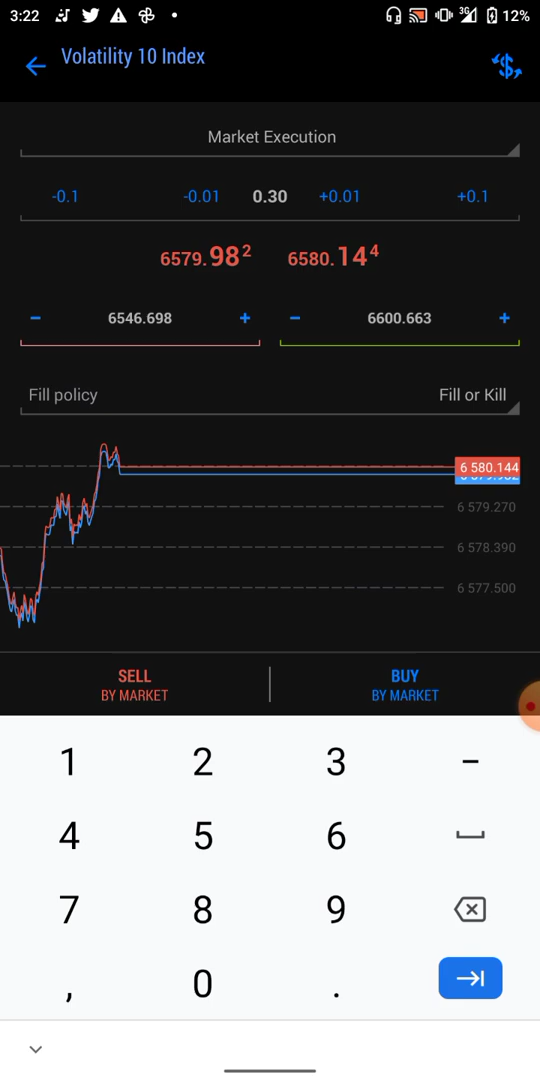 3:22 3G 12%
Volatility 10 Index
Market Execution
-0.1 -0.01 0.30 +0.01 +0.1
6579.982 6580.144
− 6546.698 + − 6600.663 +
Fill policy Fill or Kill
6 580.144
6 579.270
6 578.390
6 577.500
SELL BUY
BY MARKET BY MARKET
1 2 3 −
4 5 6
7 8 9
, 0 .